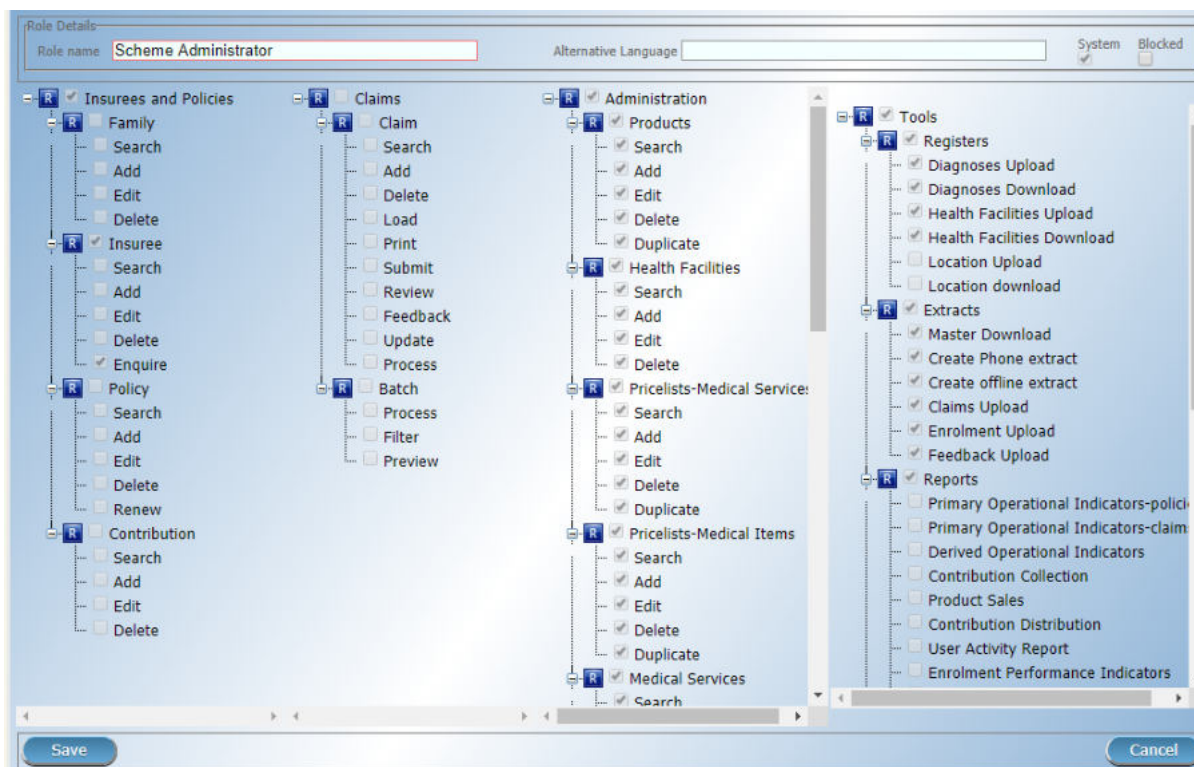 Role Details
Role name Scheme Administrator Alternative Language System Blocked
R Insurees and Policies
R Family
Search
Add
Edit
Delete
R Insuree
Search
Add
Edit
Delete
Enquire
R Policy
Search
Add
Edit
Delete
Renew
R Contribution
Search
Add
Edit
Delete
R Claims
R Claim
Search
Add
Delete
Load
Print
Submit
Review
Feedback
Update
Process
R Batch
Process
Filter
Preview
R Administration
R Products
Search
Add
Edit
Delete
Duplicate
R Health Facilities
Search
Add
Edit
Delete
R Pricelists-Medical Services
Search
Add
Edit
Delete
Duplicate
R Pricelists-Medical Items
Search
Add
Edit
Delete
Duplicate
R Medical Services
Search
R Tools
R Registers
Diagnoses Upload
Diagnoses Download
Health Facilities Upload
Health Facilities Download
Location Upload
Location download
R Extracts
Master Download
Create Phone extract
Create offline extract
Claims Upload
Enrolment Upload
Feedback Upload
R Reports
Primary Operational Indicators-polici
Primary Operational Indicators-claim
Derived Operational Indicators
Contribution Collection
Product Sales
Contribution Distribution
User Activity Report
Enrolment Performance Indicators
Save Cancel